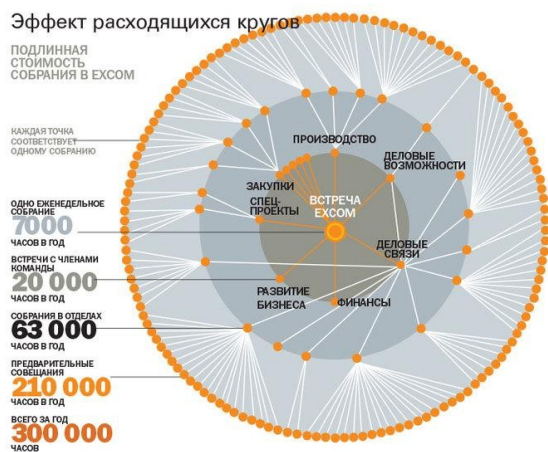 Эффект расходящихся кругов
ПОДЛИННАЯ
СТОИМОСТЬ
СОБРАНИЯ В EXCOM
КАЖДАЯ ТОЧКА
СООТВЕТСТВУЕТ
ОДНОМУ СОБРАНИЮ
ОДНО ЕЖЕНЕДЕЛЬНОЕ
СОБРАНИЕ
7000
ЧАСОВ В ГОД
ВСТРЕЧИ С ЧЛЕНАМИ
КОМАНДЫ
20 000
ЧАСОВ В ГОД
СОБРАНИЯ В ОТДЕЛАХ
63 000
ЧАСОВ В ГОД
ПРЕДВАРИТЕЛЬНЫЕ
СОВЕЩАНИЯ
210 000
ЧАСОВ В ГОД
ВСЕГО ЗА ГОД
300 000
ЧАСОВ
ПРОИЗВОДСТВО
ДЕЛОВЫЕ
ВОЗМОЖНОСТИ
ЗАКУПКИ
СПЕЦ-
ПРОЕКТЫ
ВСТРЕЧА
EXCOM
ДЕЛОВЫЕ
СВЯЗИ
РАЗВИТИЕ
БИЗНЕСА
ФИНАНСЫ